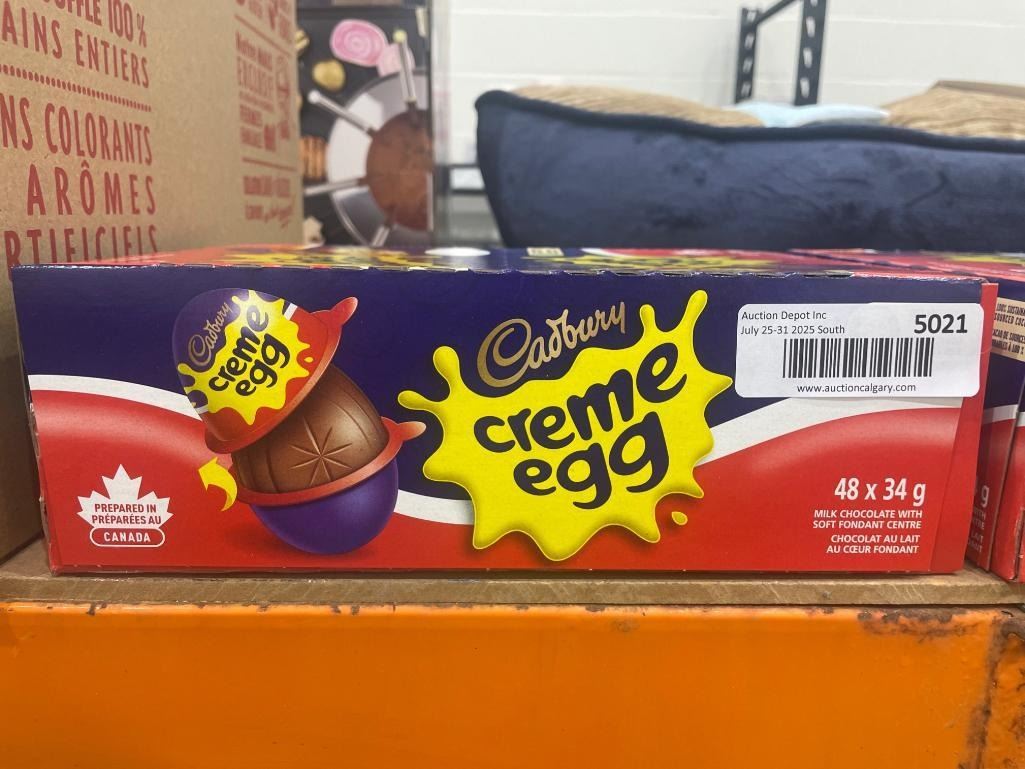 100%
AINS ENTIERS
NS COLORANTS
ARÔMES
Cadbury
creme
egg
Cadbury
creme
egg
Auction Depot Inc
July 25-31 2025 South
5021
www.auctioncalgary.com
PREPARED IN
PRÉPARÉES AU
CANADA
48 x 34 g
MILK CHOCOLATE WITH
SOFT FONDANT CENTRE
CHOCOLAT AU LAIT
AU CŒUR FONDANT
g